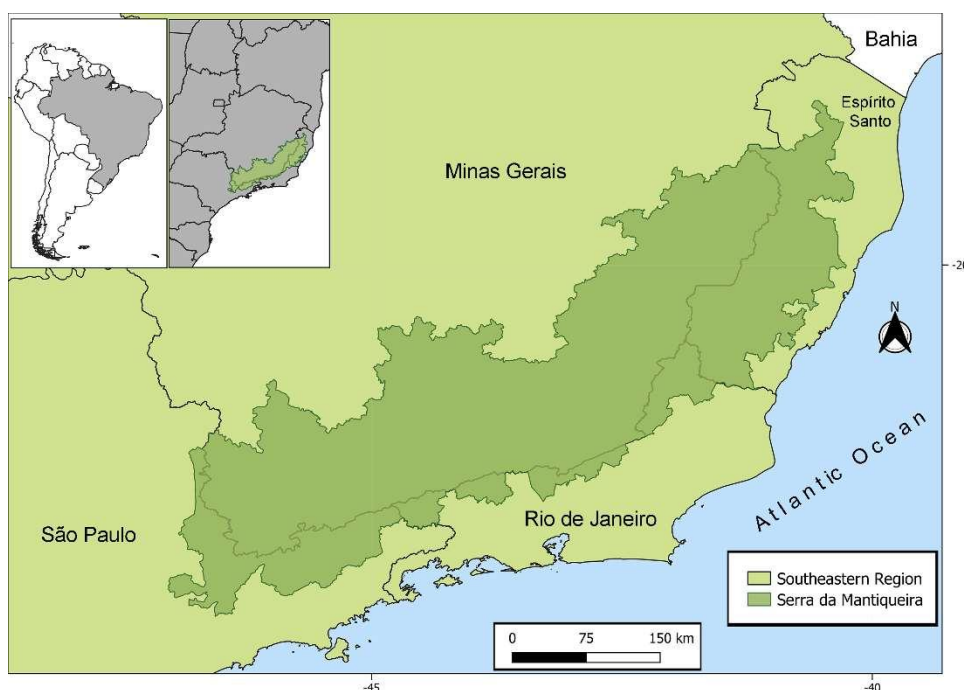 Bahia
Espírito
Santo
Minas Gerais
-20
N
Atlantic Ocean
Rio de Janeiro
São Paulo
Southeastern Region
Serra da Mantiqueira
0 75 150 km
-45 -40